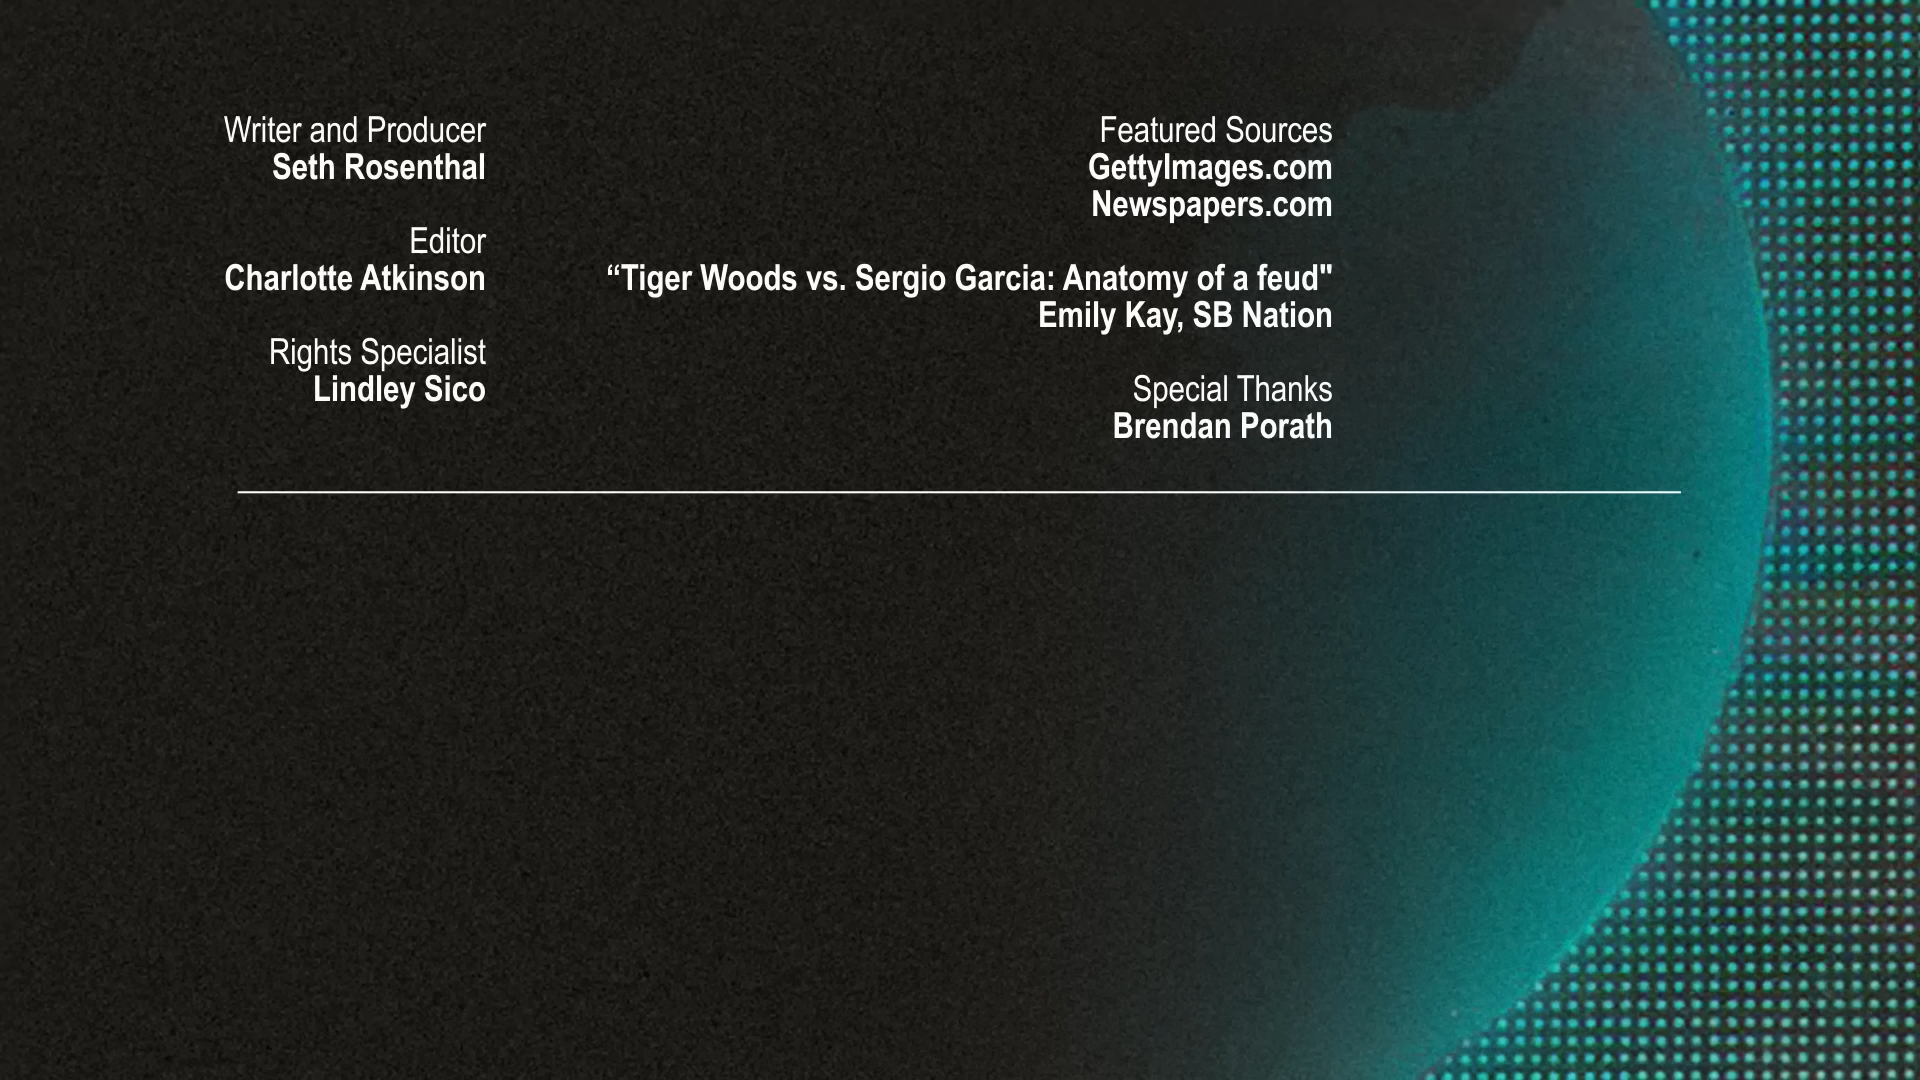 Writer and Producer
Seth Rosenthal
Editor
Charlotte Atkinson
Rights Specialist
Lindley Sico
Featured Sources
GettyImages.com
Newspapers.com
“Tiger Woods vs. Sergio Garcia: Anatomy of a feud"
Emily Kay, SB Nation
Special Thanks
Brendan Porath